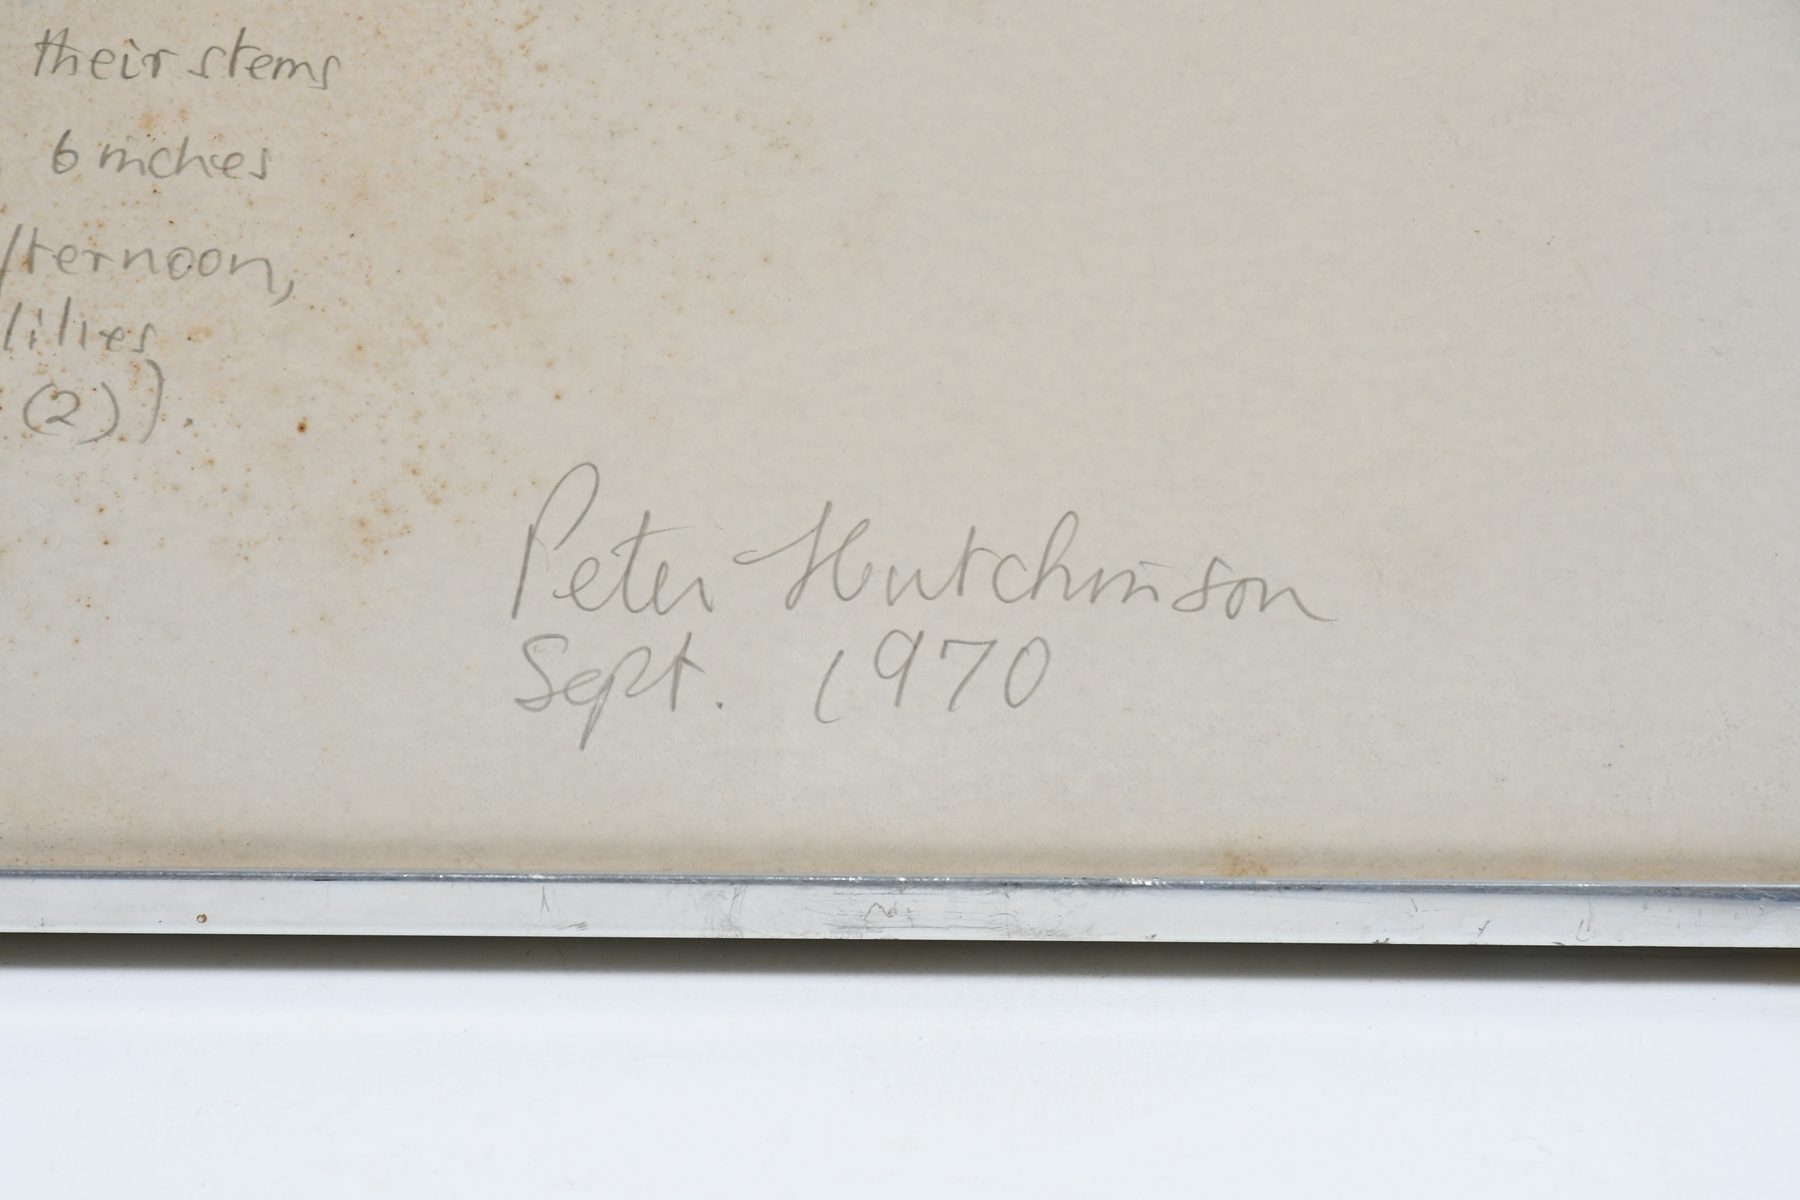 their stems
6 inches
fternoon,
lilies
(2)).
Peter Hutchinson
Sept. 1970